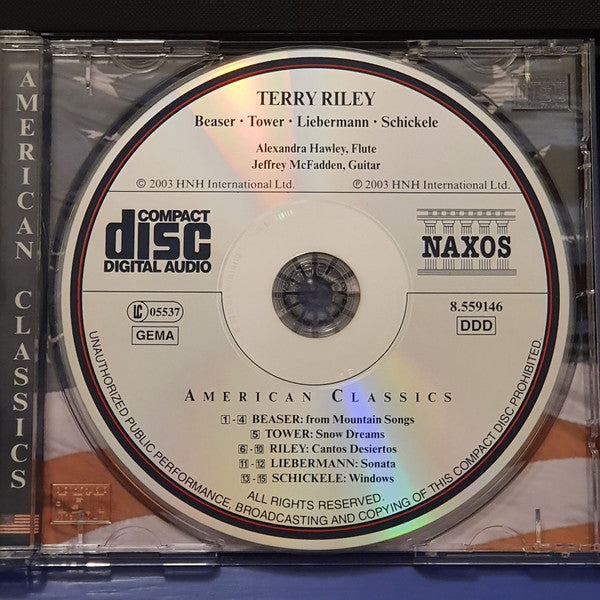 AMERICAN CLASSICS
TERRY RILEY
Beaser · Tower · Liebermann · Schickele
Alexandra Hawley, Flute
Jeffrey McFadden, Guitar
© 2003 HNH International Ltd.
℗ 2003 HNH International Ltd.
COMPACT
disc
DIGITAL AUDIO
NAXOS
LC 05537
GEMA
8.559146
DDD
AMERICAN CLASSICS
1 - 4 BEASER: from Mountain Songs
5 TOWER: Snow Dreams
6 - 10 RILEY: Cantos Desiertos
11 - 12 LIEBERMANN: Sonata
13 - 15 SCHICKELE: Windows
ALL RIGHTS RESERVED.
UNAUTHORIZED PUBLIC PERFORMANCE, BROADCASTING AND COPYING OF THIS COMPACT DISC PROHIBITED.